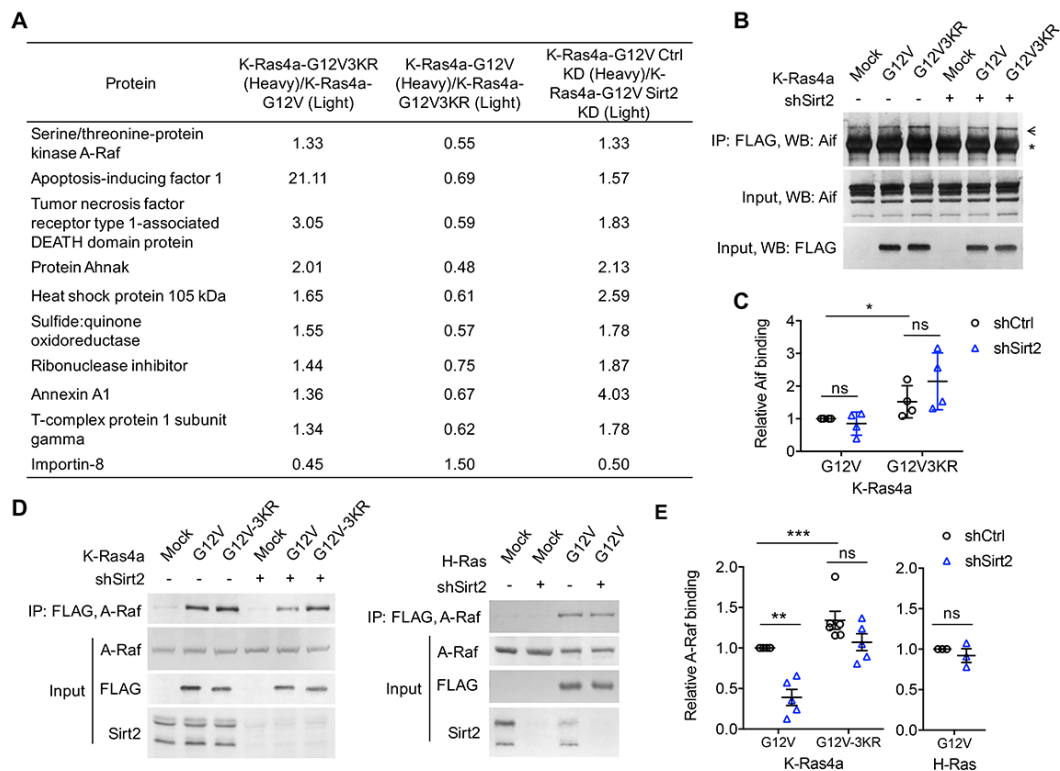 A
Protein
K-Ras4a-G12V3KR
(Heavy)/K-Ras4a-
G12V (Light)
K-Ras4a-G12V
(Heavy)/K-Ras4a-
G12V3KR (Light)
K-Ras4a-G12V Ctrl
KD (Heavy)/K-
Ras4a-G12V Sirt2
KD (Light)
Serine/threonine-protein
kinase A-Raf
1.33 0.55 1.33
Apoptosis-inducing factor 1 21.11 0.69 1.57
Tumor necrosis factor
receptor type 1-associated
DEATH domain protein
3.05 0.59 1.83
Protein Ahnak 2.01 0.48 2.13
Heat shock protein 105 kDa 1.65 0.61 2.59
Sulfide:quinone
oxidoreductase
1.55 0.57 1.78
Ribonuclease inhibitor 1.44 0.75 1.87
Annexin A1 1.36 0.67 4.03
T-complex protein 1 subunit
gamma
1.34 0.62 1.78
Importin-8 0.45 1.50 0.50
B
K-Ras4a Mock G12V G12V3KR Mock G12V G12V3KR
shSirt2 - - - + + +
IP: FLAG, WB: Aif
*
Input, WB: Aif
Input, WB: FLAG
C
Relative Aif binding
4
3
2
1
0
*
ns
ns
shCtrl
shSirt2
G12V G12V3KR
K-Ras4a
D
K-Ras4a Mock G12V G12V-3KR Mock G12V G12V-3KR
shSirt2 - - - + + +
IP: FLAG, A-Raf
Input
A-Raf
FLAG
Sirt2
H-Ras Mock Mock G12V G12V
shSirt2 - + - +
IP: FLAG, A-Raf
Input
A-Raf
FLAG
Sirt2
E
Relative A-Raf binding
2.0
1.5
1.0
0.5
0.0
***
ns
**
G12V G12V-3KR
K-Ras4a
shCtrl
shSirt2
2.0
1.5
1.0
0.5
0.0
ns
G12V
H-Ras